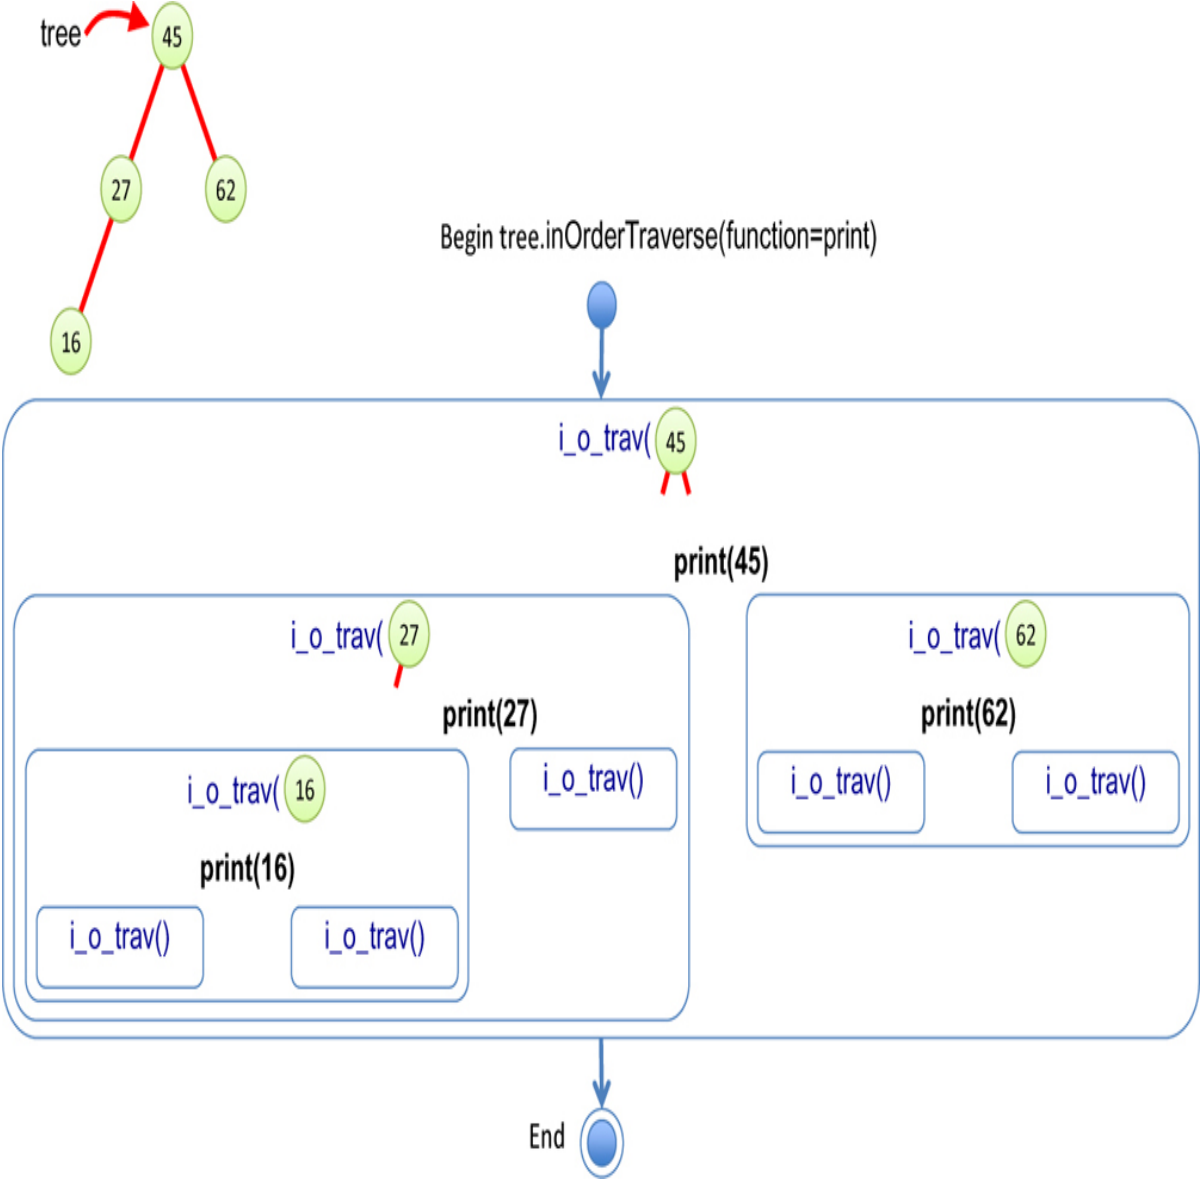 tree
45
27
62
16
Begin tree.inOrderTraverse(function=print)
i_o_trav( 45
print(45)
i_o_trav( 27
i_o_trav( 62
print(27)
print(62)
i_o_trav( 16
i_o_trav()
i_o_trav()
i_o_trav()
print(16)
i_o_trav()
i_o_trav()
End